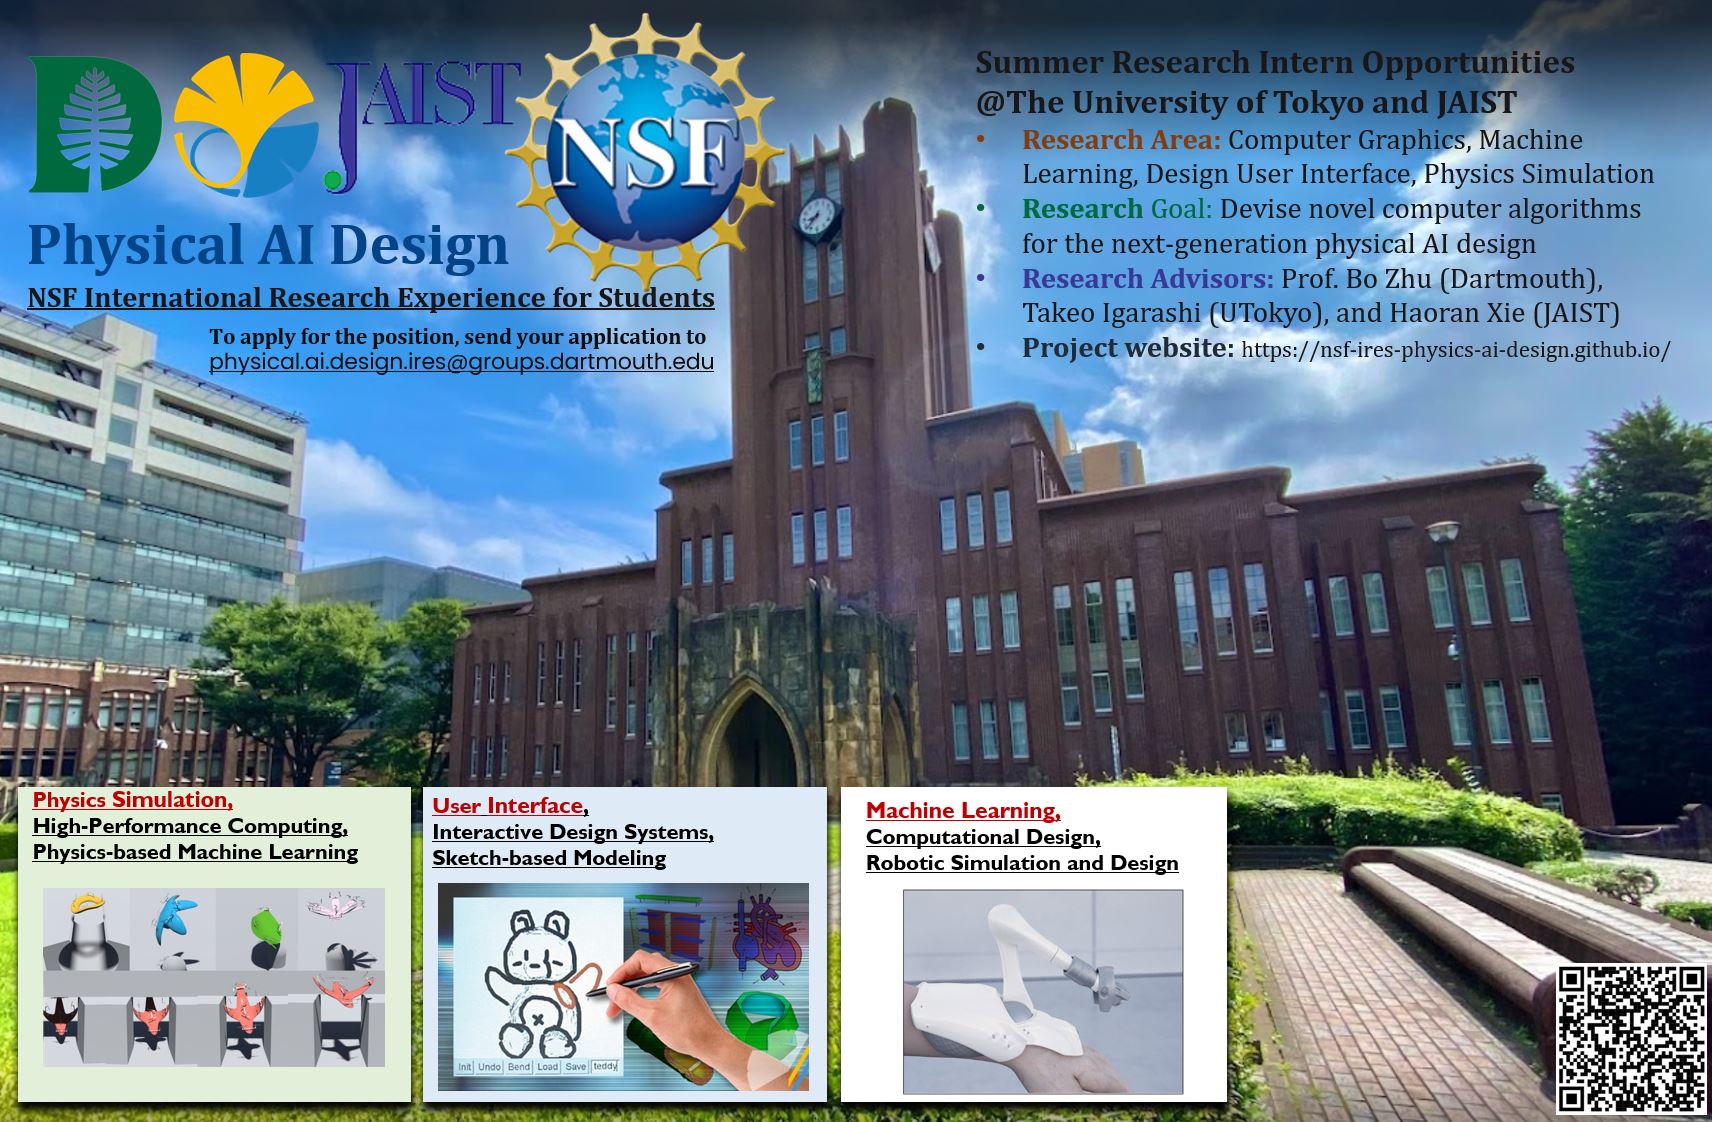 D
JAIST
NSF
Physical AI Design
NSF International Research Experience for Students
To apply for the position, send your application to
physical.ai.design.ires@groups.dartmouth.edu
Summer Research Intern Opportunities
@The University of Tokyo and JAIST
• Research Area: Computer Graphics, Machine
Learning, Design User Interface, Physics Simulation
• Research Goal: Devise novel computer algorithms
for the next-generation physical AI design
• Research Advisors: Prof. Bo Zhu (Dartmouth),
Takeo Igarashi (UTokyo), and Haoran Xie (JAIST)
• Project website: https://nsf-ires-physics-ai-design.github.io/
Physics Simulation,
High-Performance Computing,
Physics-based Machine Learning
User Interface,
Interactive Design Systems,
Sketch-based Modeling
Init Undo Bend Load Save teddy
Machine Learning,
Computational Design,
Robotic Simulation and Design